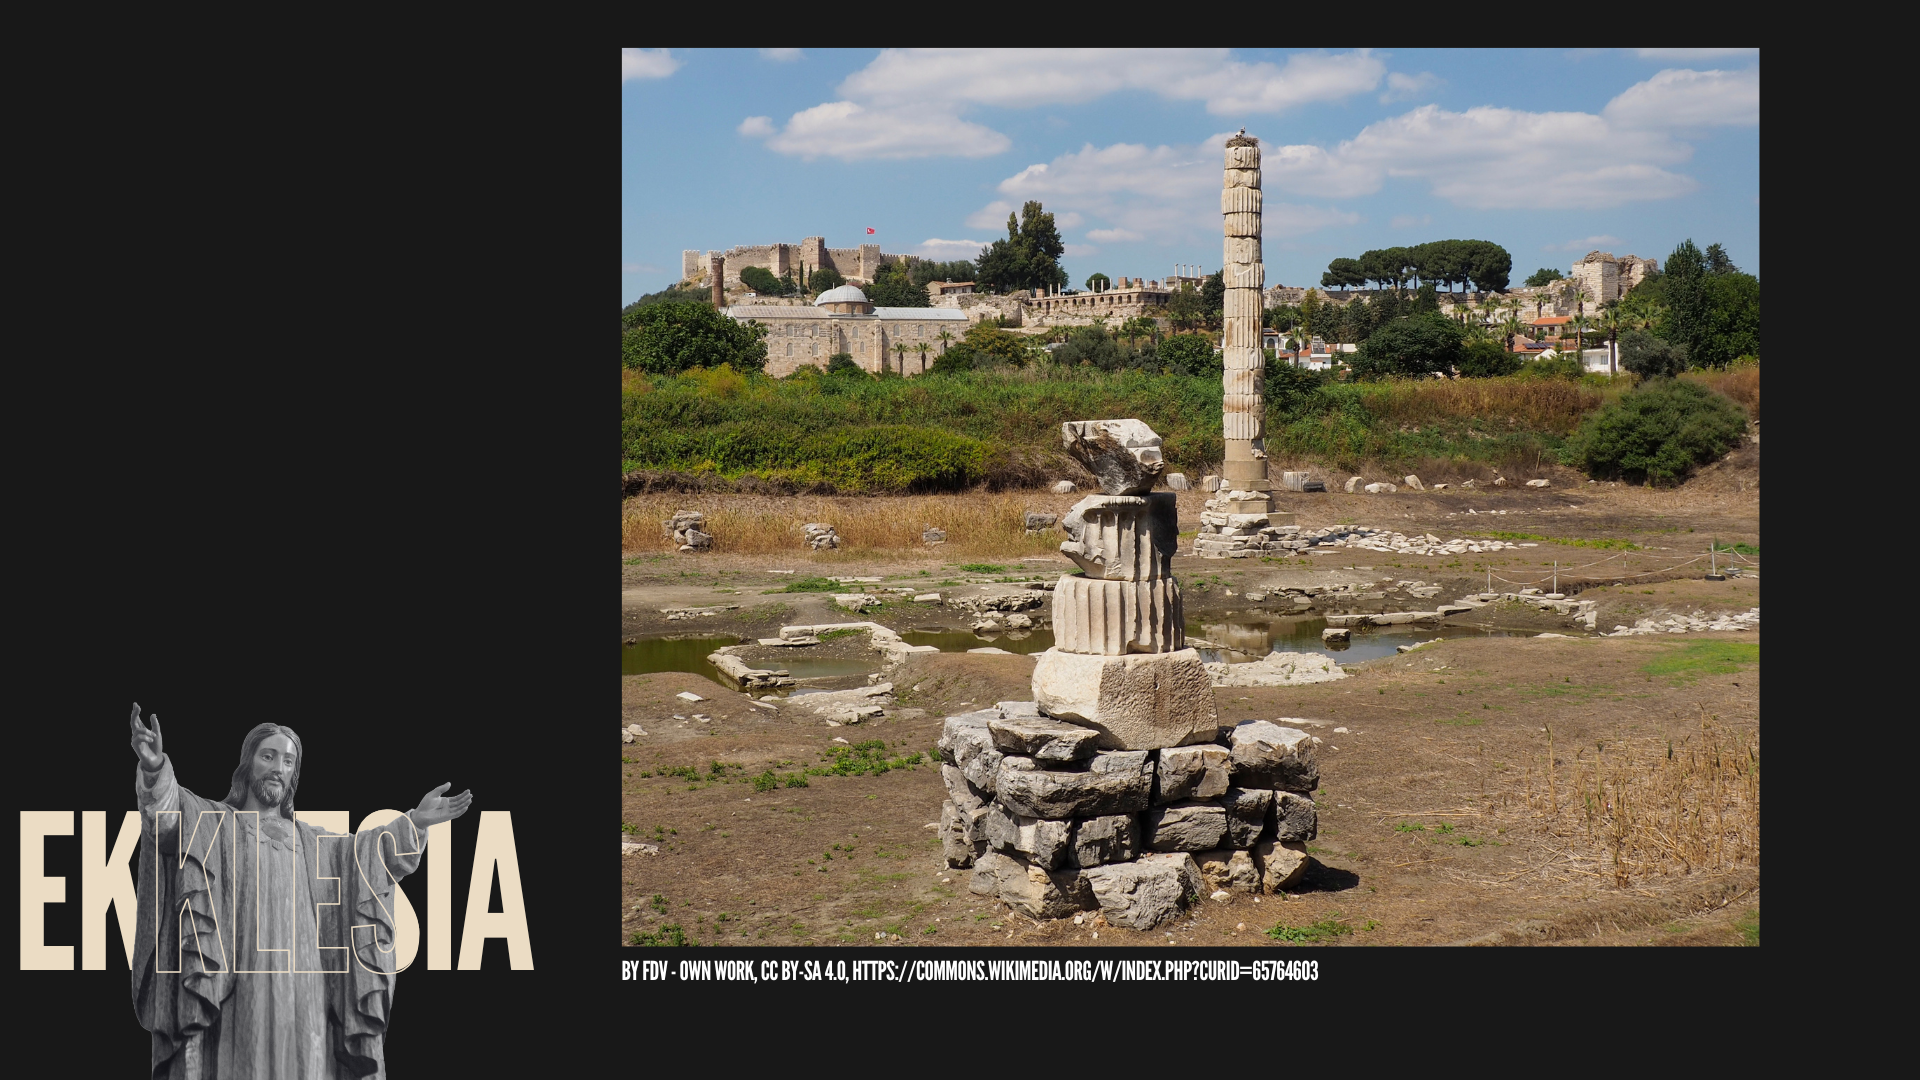 EKKLESIA
BY FDV - OWN WORK, CC BY-SA 4.0, HTTPS://COMMONS.WIKIMEDIA.ORG/W/INDEX.PHP?CURID=65764603